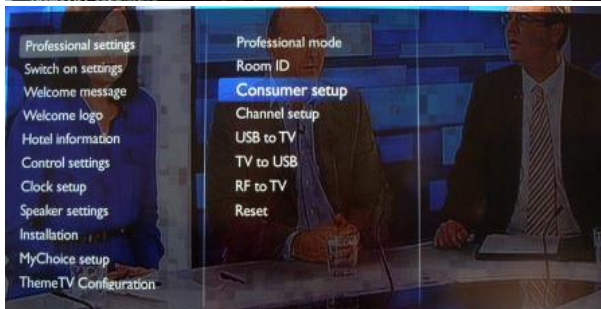 Professional settings
Switch on settings
Welcome message
Welcome logo
Hotel information
Control settings
Clock setup
Speaker settings
Installation
MyChoice setup
ThemeTV Configuration
Professional mode
Room ID
Consumer setup
Channel setup
USB to TV
TV to USB
RF to TV
Reset